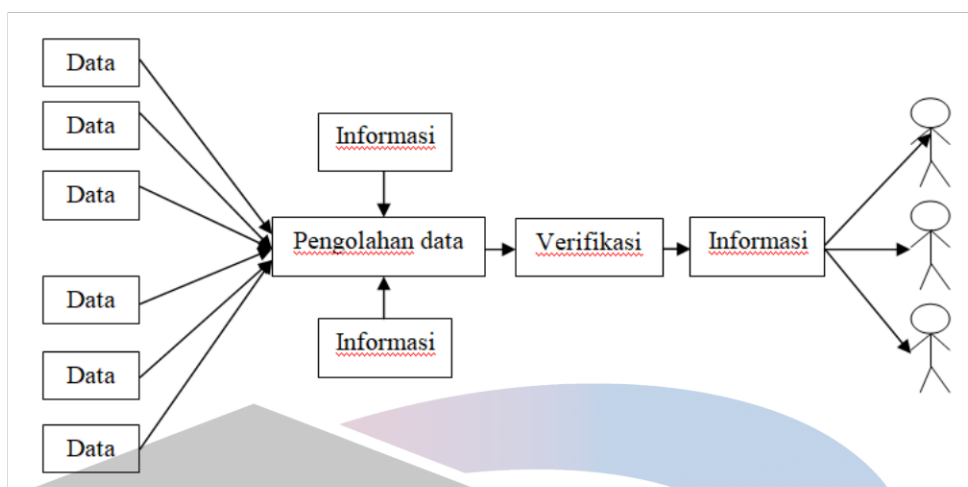 Data
Data
Data
Data
Data
Data
Informasi
Pengolahan data
Informasi
Verifikasi
Informasi